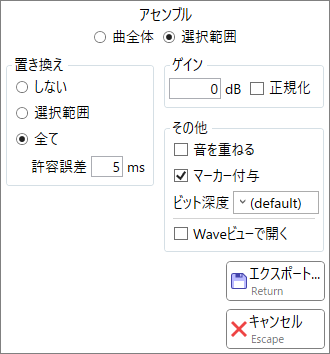 アセンブル
曲全体 選択範囲
置き換え
しない
選択範囲
全て
許容誤差 5 ms
ゲイン
0 dB 正規化
その他
音を重ねる
マーカー付与
ビット深度 (default)
Waveビューで開く
エクスポート...
Return
キャンセル
Escape